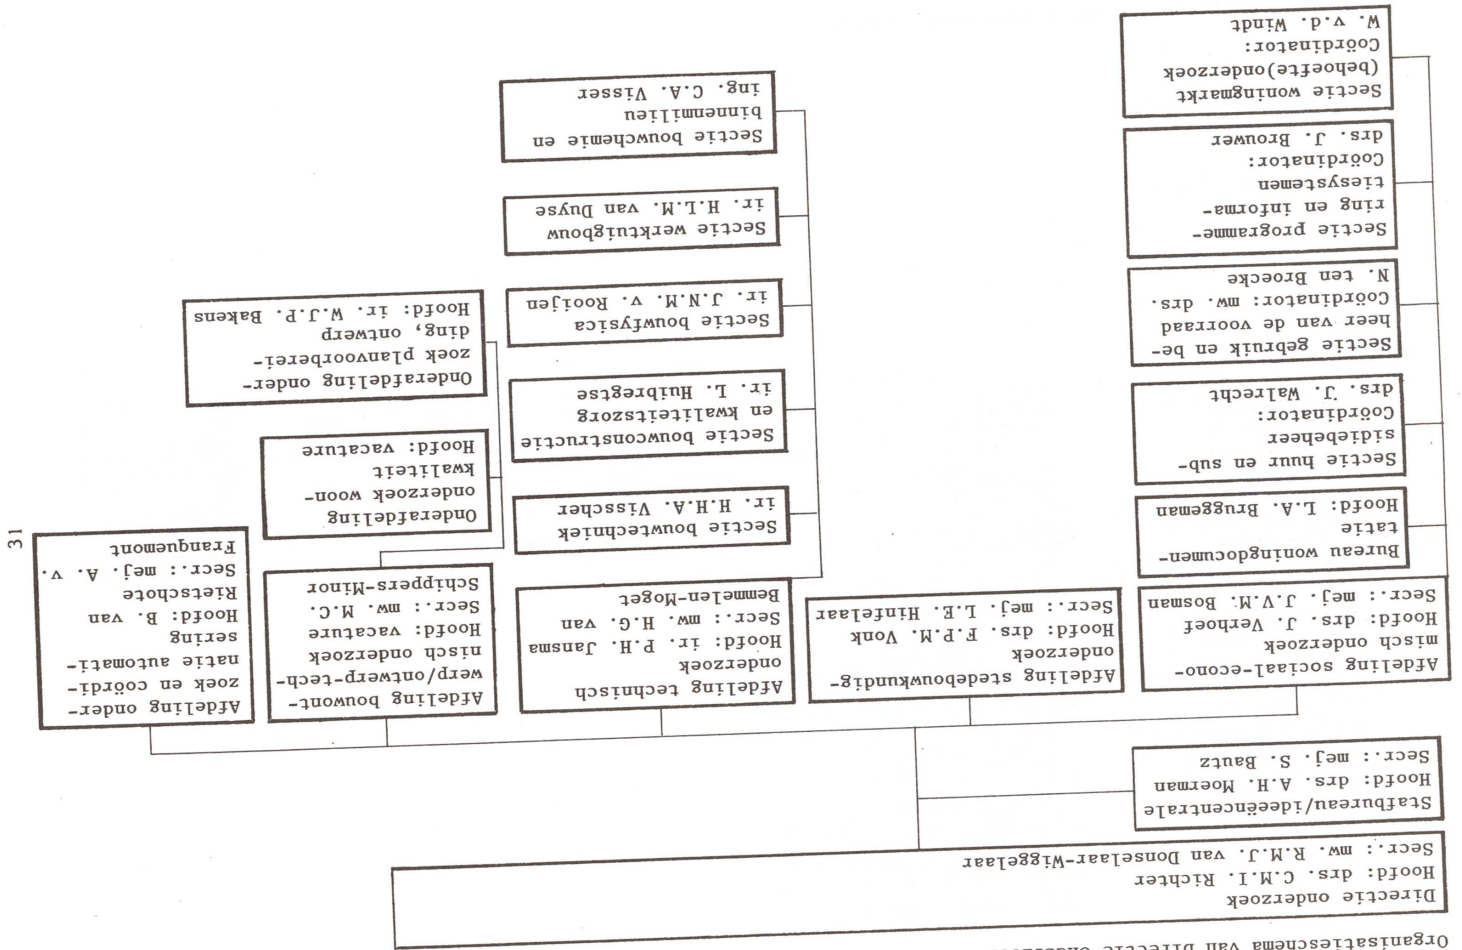 Organisatieschema van Directie
Directie onderzoek
Hoofd: drs. C.M.I. Richter
Secr.: mw. R.M.J. van Donselaar-Wiggelaar
Stafbureau/ideeëncentrale
Hoofd: drs. A.H. Moerman
Secr.: mej. S. Bautz
Afdeling sociaal-econo-
misch onderzoek
Hoofd: drs. J. Verhoef
Secr.: mej. J.V.M. Bosman
Bureau woningdocumen-
tatie
Hoofd: L.A. Bruggeman
Sectie huur en sub-
sidiebeheer
Coördinator:
drs. J. Walrecht
Sectie gebruik en be-
heer van de voorraad
Coördinator: mw. drs.
N. ten Broecke
Sectie programme-
ring en informa-
tiesystemen
Coördinator:
drs. J. Brouwer
Sectie woningmarkt
(behoefte)onderzoek
Coördinator:
W. v.d. Windt
Afdeling stedebouwkundig-
onderzoek
Hoofd: drs. F.P.M. Vonk
Secr.: mej. L.E. Hinfelaar
Afdeling technisch
onderzoek
Hoofd: ir. P.H. Jansma
Secr.: mw. H.G. van
Bemmelen-Moget
Sectie bouwtechniek
ir. H.H.A. Visscher
Sectie bouwconstructie
en kwaliteitszorg
ir. L. Huibregtse
Sectie bouwfysica
ir. J.N.M. v. Rooijen
Sectie werktuigbouw
ir. H.L.M. van Duyse
Sectie bouwchemie en
binnenmilieu
ing. C.A. Visser
Afdeling bouwont-
werp/ontwerp-tech-
nisch onderzoek
Hoofd: vacature
Secr.: mw. M.C.
Schippers-Minor
Onderafdeling
onderzoek woon-
kwaliteit
Hoofd: vacature
Onderafdeling onder-
zoek planvoorberei-
ding, ontwerp
Hoofd: ir. W.J.P. Bakens
Afdeling onder-
zoek en coördi-
natie automati-
sering
Hoofd: B. van
Rietschote
Secr.: mej. A. v.
Franquemont
31